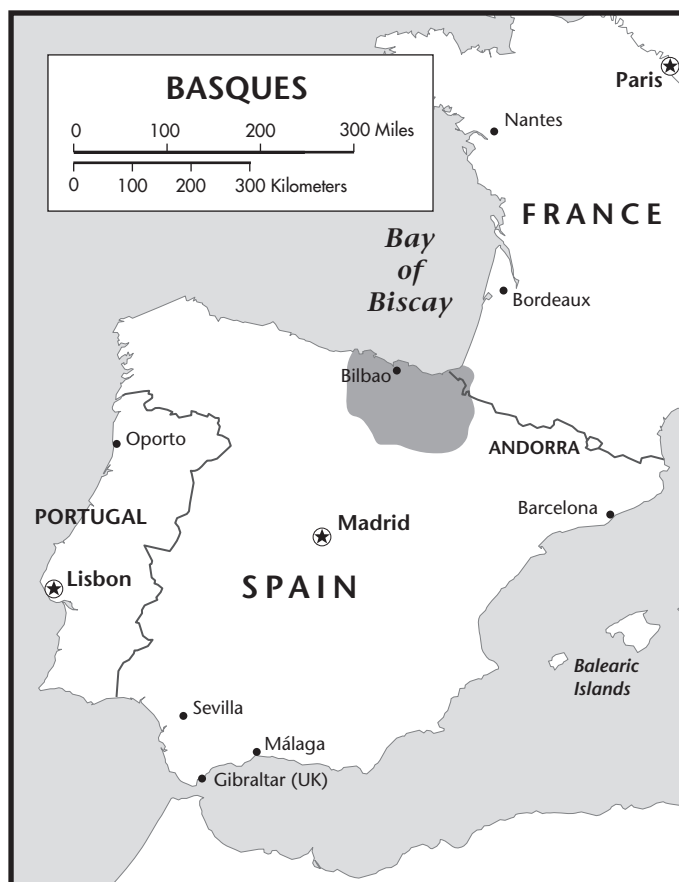 BASQUES
0 100 200 300 Miles
0 100 200 300 Kilometers
Paris
Nantes
FRANCE
Bay
of
Biscay
Bordeaux
Bilbao
ANDORRA
Oporto
Barcelona
PORTUGAL
Madrid
Lisbon
SPAIN
Balearic
Islands
Sevilla
Málaga
Gibraltar (UK)